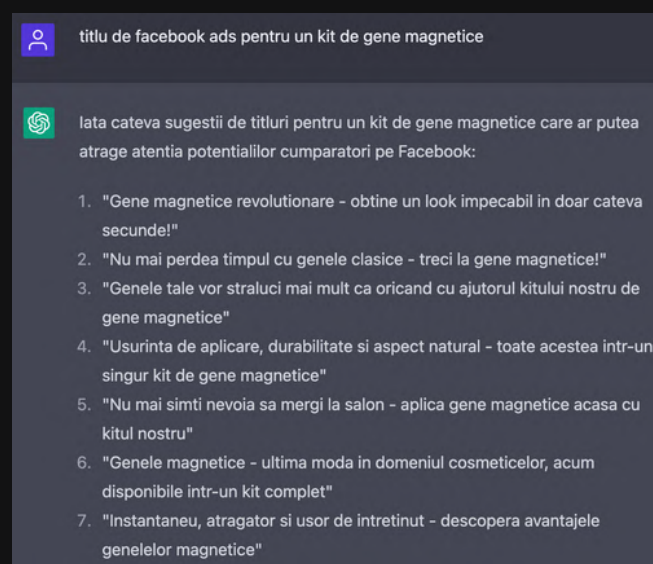 titlu de facebook ads pentru un kit de gene magnetice
Iata cateva sugestii de titluri pentru un kit de gene magnetice care ar putea
atrage atentia potentialilor cumparatori pe Facebook:
1. "Gene magnetice revolutionare - obtine un look impecabil in doar cateva
secunde!"
2. "Nu mai perdea timpul cu genele clasice - treci la gene magnetice!"
3. "Genele tale vor straluci mai mult ca oricand cu ajutorul kitului nostru de
gene magnetice"
4. "Usurinta de aplicare, durabilitate si aspect natural - toate acestea intr-un
singur kit de gene magnetice"
5. "Nu mai simti nevoia sa mergi la salon - aplica gene magnetice acasa cu
kitul nostru"
6. "Genele magnetice - ultima moda in domeniul cosmeticelor, acum
disponibile intr-un kit complet"
7. "Instantaneu, atragator si usor de intretinut - descopera avantajele
genelelor magnetice"